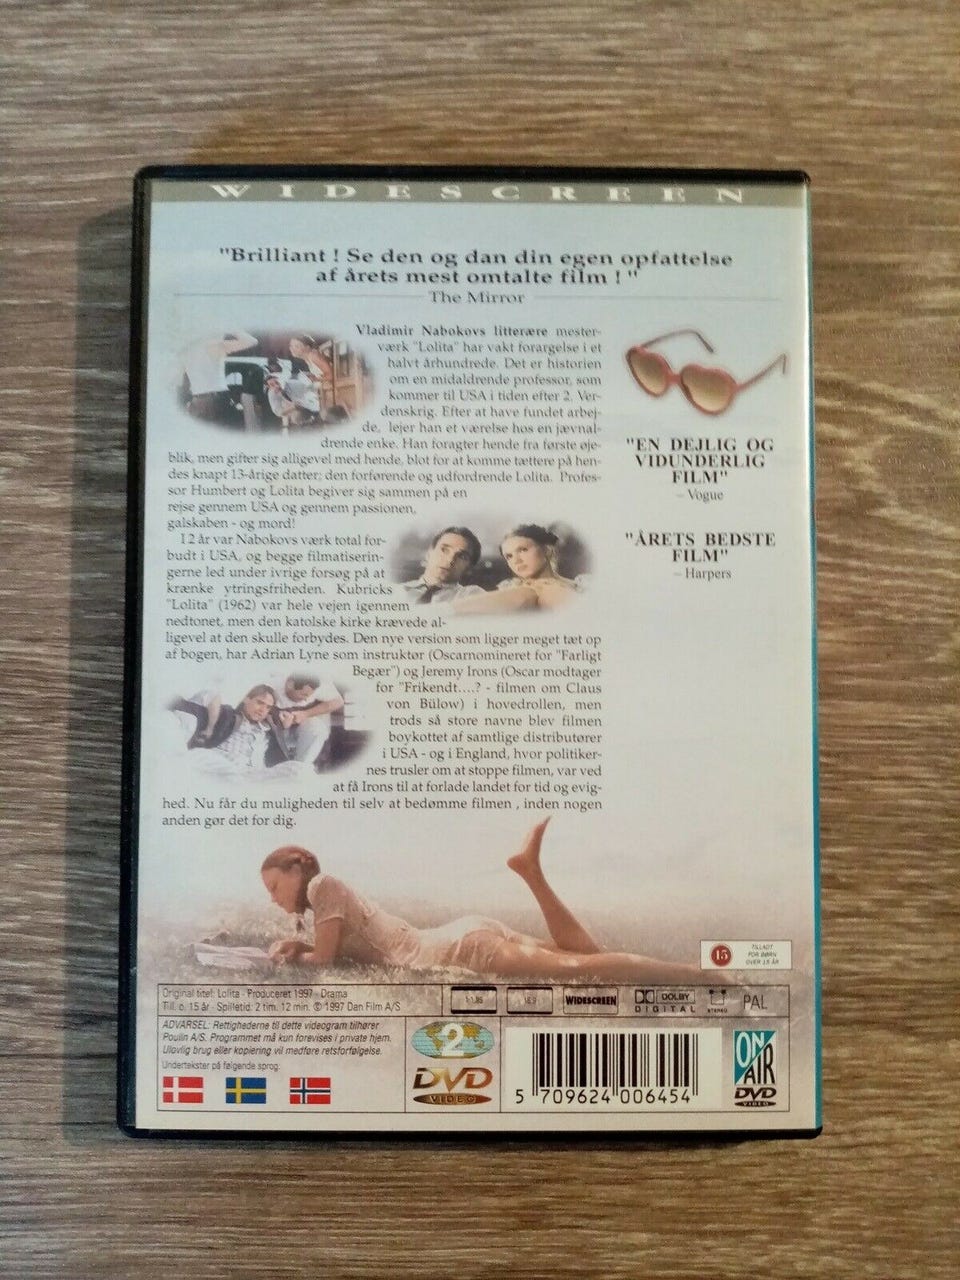 WIDESCREEN
"Brilliant ! Se den og dan din egen opfattelse
af årets mest omtalte film ! "
The Mirror
Vladimir Nabokovs litterære mester-
værk "Lolita" har vakt forargelse i et
halvt århundrede. Det er historien
om en midaldrende professor, som
kommer til USA i tiden efter 2. Ver-
denskrig. Efter at have fundet arbej-
de, lejer han et værelse hos en jævnal-
drende enke. Han foragter hende fra første øje-
blik, men gifter sig alligevel med hende, blot for at komme tættere på hen-
des knapt 13-årige datter; den forførende og udfordrende Lolita. Profes-
sor Humbert og Lolita begiver sig sammen på en
rejse gennem USA og gennem passionen,
galskaben - og mord!
12 år var Nabokovs værk total for-
budt i USA, og begge filmatiserin-
gerne led under ivrige forsøg på at
krænke ytringsfriheden. Kubricks
"Lolita" (1962) var hele vejen igennem
nedtonet, men den katolske kirke krævede al-
ligevel at den skulle forbydes. Den nye version som ligger meget tæt op
af bogen, har Adrian Lyne som instruktør (Oscarnomineret for "Farligt
Begær") og Jeremy Irons (Oscar modtager
for "Frikendt....? - filmen om Claus
von Bülow) i hovedrollen, men
trods så store navne blev filmen
boykottet af samtlige distributører
i USA - og i England, hvor politiker-
nes trusler om at stoppe filmen, var ved
at få Irons til at forlade landet for tid og evig-
hed. Nu får du muligheden til selv at bedømme filmen , inden nogen
anden gør det for dig.
"EN DEJLIG OG
VIDUNDERLIG
FILM"
– Vogue
"ÅRETS BEDSTE
FILM"
– Harpers
15
TILLADT
FOR BØRN
OVER 15 ÅR
Original titel: Lolita · Produceret 1997 · Drama
Till. o. 15 år · Spilletid. 2 tim. 12 min. © 1997 Dan Film A/S
1:1.85
16:9
WIDESCREEN
DOLBY
DIGITAL
STEREO
PAL
ADVARSEL: Rettighederne til dette videogram tilhører
Poulin A/S. Programmet må kun forevises i private hjem.
Ulovlig brug eller kopiering vil medføre retsforfølgelse.
Undertekster på følgende sprog:
2
DVD
VIDEO
5 709624 006454
ON
AIR
DVD
VIDEO